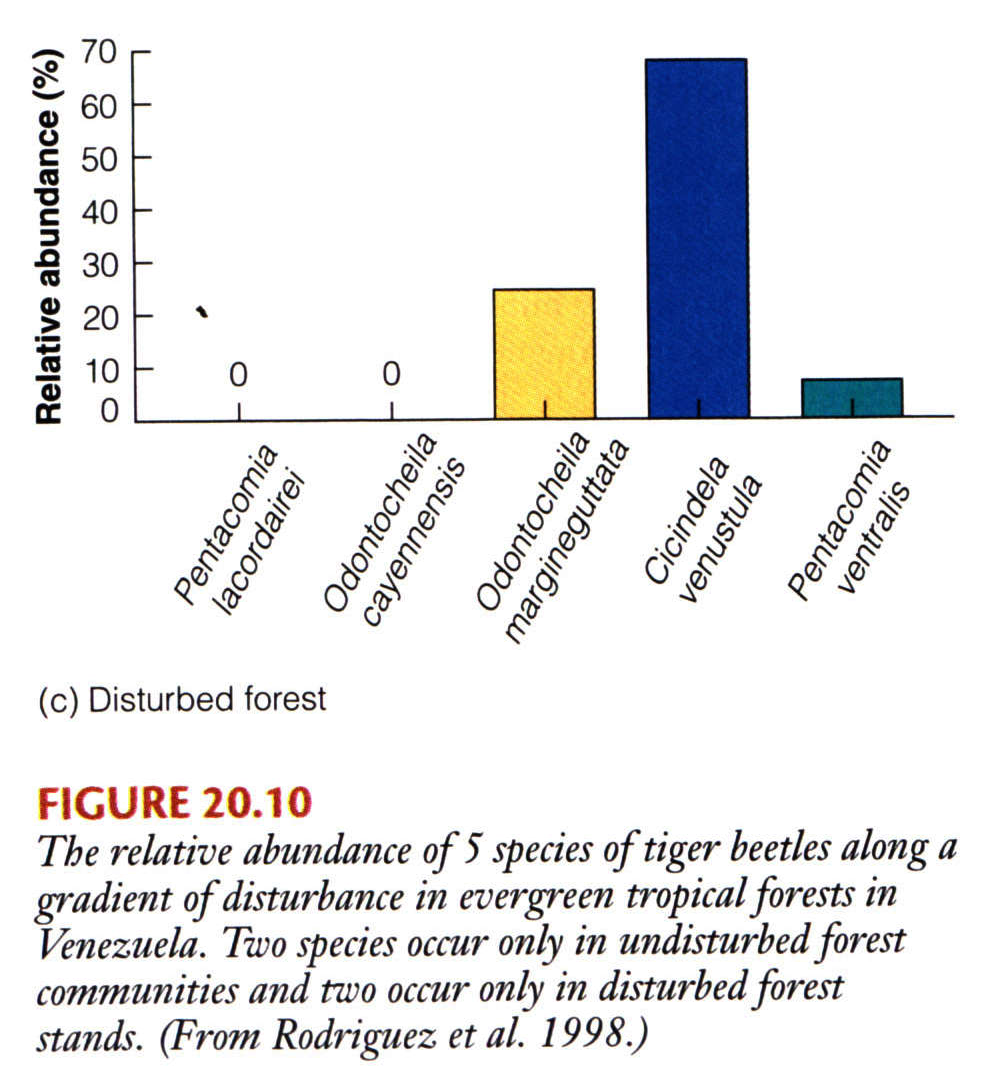 Relative abundance (%)
70
60
50
40
30
20
10
0
0
0
Pentacomia
lacordairei
Odontocheila
cayennensis
Odontocheila
margineguttata
Cicindela
venustula
Pentacomia
ventralis
(c) Disturbed forest
FIGURE 20.10
The relative abundance of 5 species of tiger beetles along a
gradient of disturbance in evergreen tropical forests in
Venezuela. Two species occur only in undisturbed forest
communities and two occur only in disturbed forest
stands. (From Rodriguez et al. 1998.)